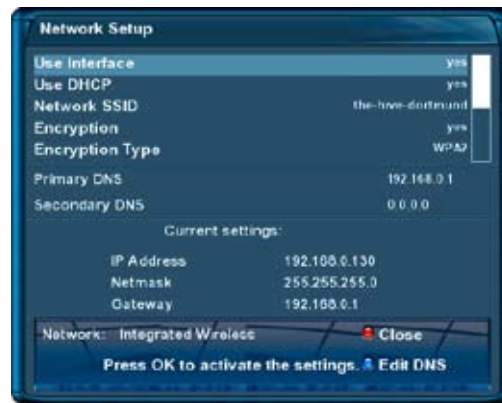 Network Setup
Use Interface yes
Use DHCP yes
Network SSID the-hive-dortmund
Encryption yes
Encryption Type WPA2
Primary DNS 192.168.0.1
Secondary DNS 0.0.0.0
Current settings:
IP Address 192.168.0.130
Netmask 255.255.255.0
Gateway 192.168.0.1
Network: Integrated Wireless Close
Press OK to activate the settings. Edit DNS